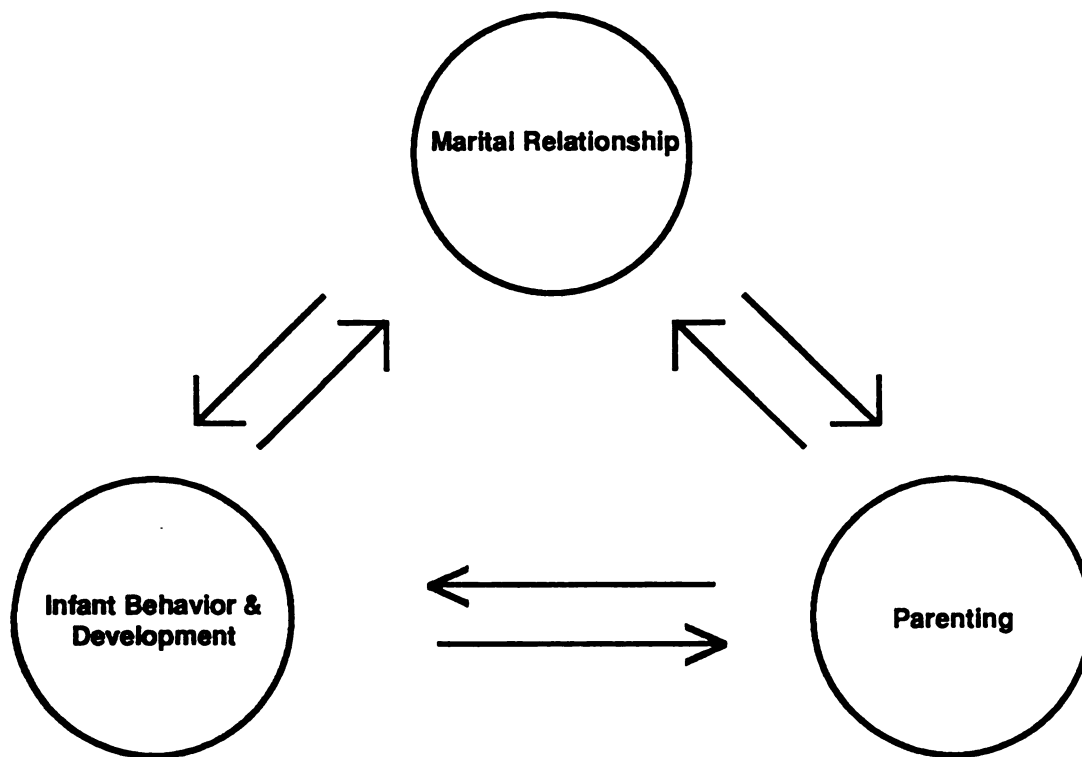 Marital Relationship
Infant Behavior &
Development
Parenting